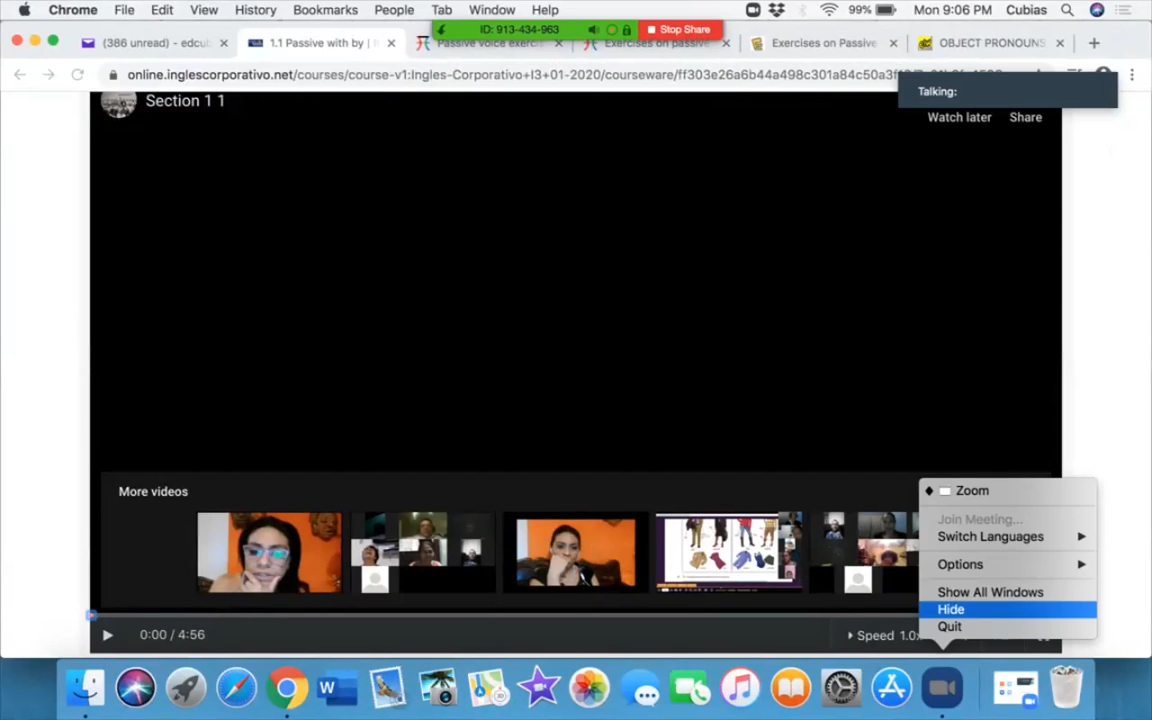 Chrome File Edit View History Bookmarks People Tab Window Help 99% Mon 9:06 PM Cubias
ID: 913-434-963 Stop Share
(386 unread) - edcu 1.1 Passive with by | Passive voice exerci Exercises on passive Exercises on Passive OBJECT PRONOUNS
online.inglescorporativo.net/courses/course-v1:Ingles-Corporativo+I3+01-2020/courseware/
Talking:
Section 1 1
Watch later Share
More videos
Zoom
Join Meeting...
Switch Languages
Options
Show All Windows
Hide
Quit
0:00 / 4:56 Speed 1.0x
W